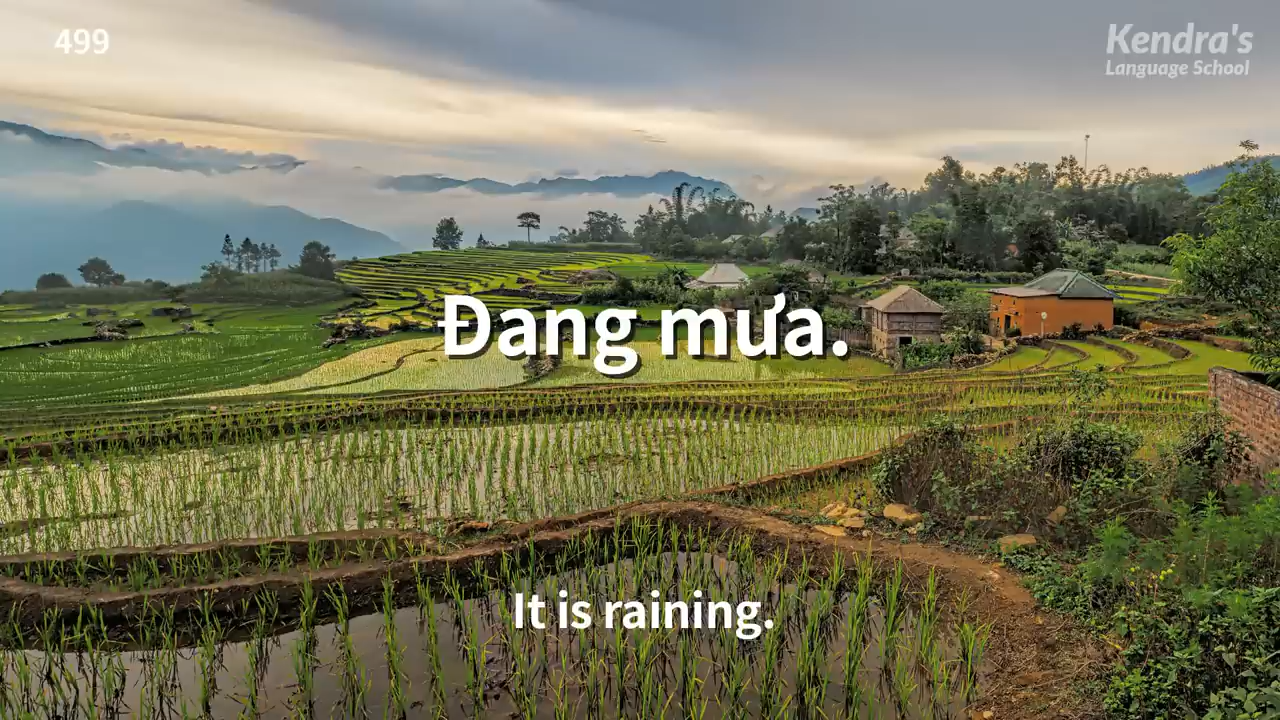 499
Kendra's
Language School
Đang mưa.
It is raining.